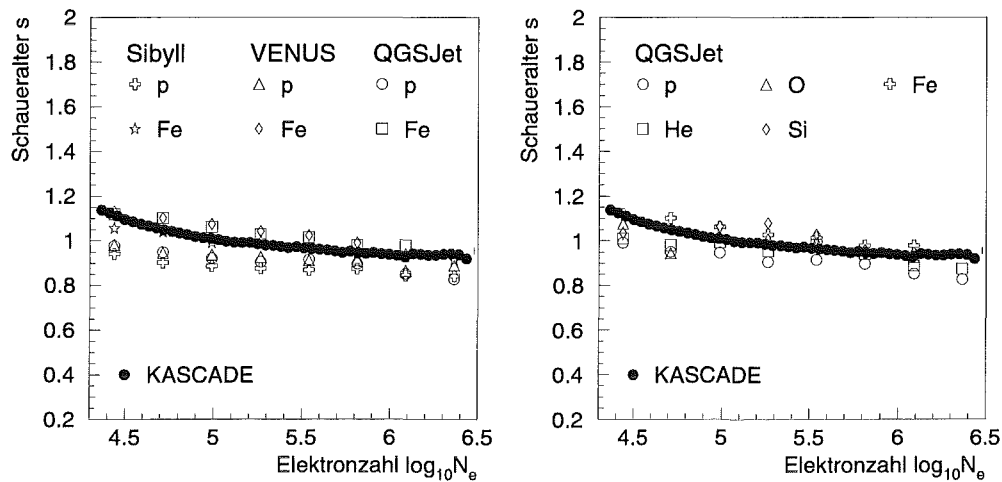 Schaueralter s
2
1.8
1.6
1.4
1.2
1
0.8
0.6
0.4
0.2
Sibyll VENUS QGSJet
p p p
Fe Fe Fe
KASCADE
4.5 5 5.5 6 6.5
Elektronzahl log10Ne
Schaueralter s
2
1.8
1.6
1.4
1.2
1
0.8
0.6
0.4
0.2
QGSJet
p O Fe
He Si
KASCADE
4.5 5 5.5 6 6.5
Elektronzahl log10Ne